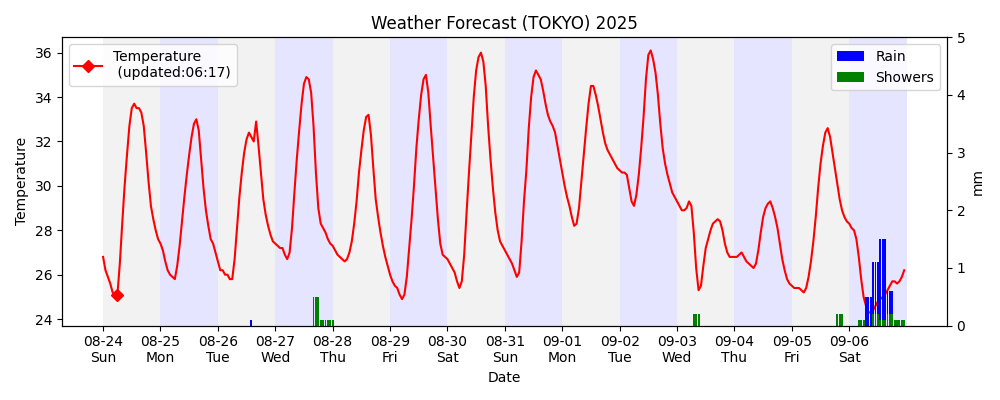 Weather Forecast (TOKYO) 2025
Temperature
(updated:06:17)
Rain
Showers
Temperature
36
34
32
30
28
26
24
5
4
3
2
1
0
mm
08-24 08-25 08-26 08-27 08-28 08-29 08-30 08-31 09-01 09-02 09-03 09-04 09-05 09-06
Sun Mon Tue Wed Thu Fri Sat Sun Mon Tue Wed Thu Fri Sat
Date